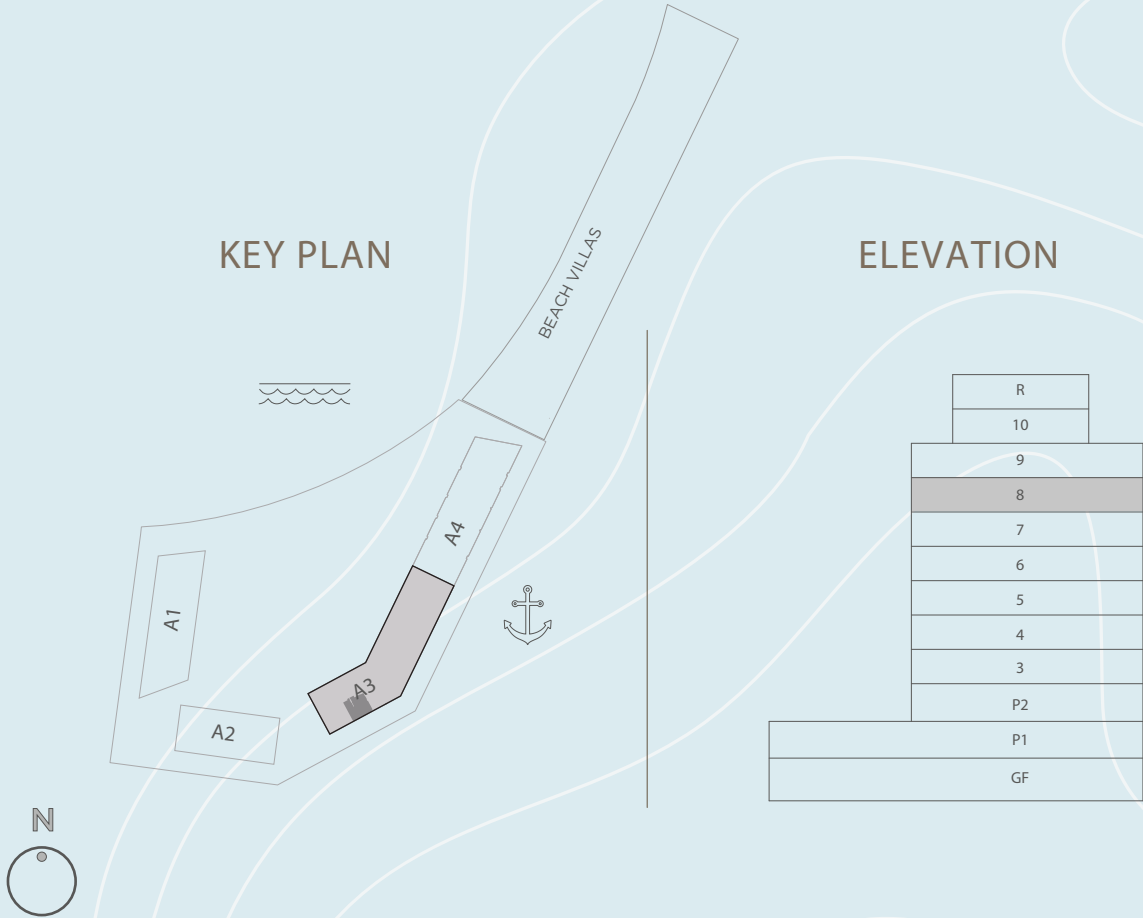 KEY PLAN
BEACH VILLAS
A4
A1
A3
A2
N
ELEVATION
R
10
9
8
7
6
5
4
3
P2
P1
GF